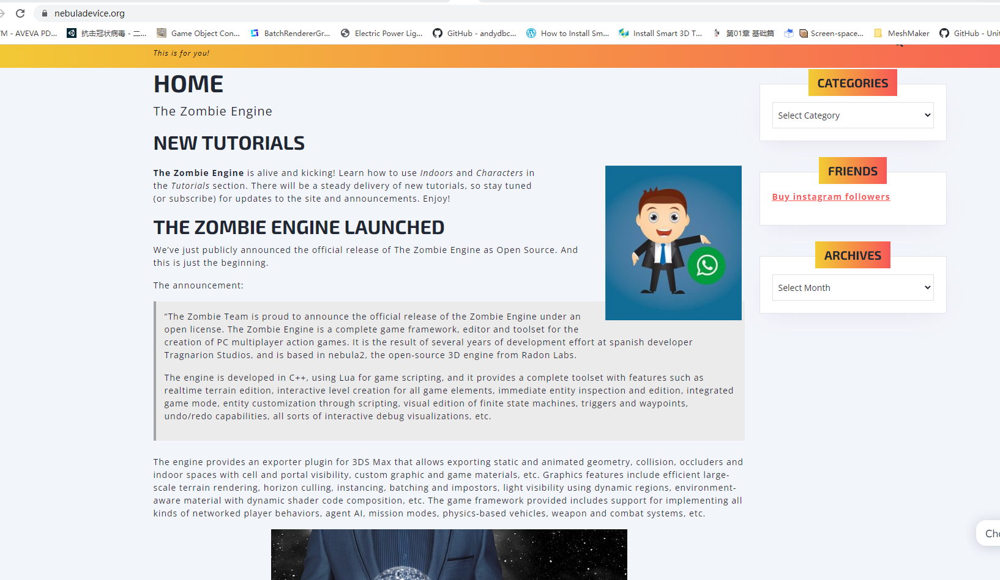 nebuladevice.org
M - AVEVA PD... 抗击冠状病毒 - 二... Game Object Con... BatchRendererGr... Electric Power Lig... GitHub - andydbc... How to Install Sm... Install Smart 3D T... 第01章 基础篇 Screen-space... MeshMaker GitHub - Unit
This is for you!
HOME
The Zombie Engine
NEW TUTORIALS
The Zombie Engine is alive and kicking! Learn how to use Indoors and Characters in
the Tutorials section. There will be a steady delivery of new tutorials, so stay tuned
(or subscribe) for updates to the site and announcements. Enjoy!
THE ZOMBIE ENGINE LAUNCHED
We’ve just publicly announced the official release of The Zombie Engine as Open Source. And
this is just the beginning.
The announcement:
“The Zombie Team is proud to announce the official release of the Zombie Engine under an
open license. The Zombie Engine is a complete game framework, editor and toolset for the
creation of PC multiplayer action games. It is the result of several years of development effort at spanish developer
Tragnarion Studios, and is based in nebula2, the open-source 3D engine from Radon Labs.
The engine is developed in C++, using Lua for game scripting, and it provides a complete toolset with features such as
realtime terrain edition, interactive level creation for all game elements, immediate entity inspection and edition, integrated
game mode, entity customization through scripting, visual edition of finite state machines, triggers and waypoints,
undo/redo capabilities, all sorts of interactive debug visualizations, etc.
The engine provides an exporter plugin for 3DS Max that allows exporting static and animated geometry, collision, occluders and
indoor spaces with cell and portal visibility, custom graphic and game materials, etc. Graphics features include efficient large-
scale terrain rendering, horizon culling, instancing, batching and impostors, light visibility using dynamic regions, environment-
aware material with dynamic shader code composition, etc. The game framework provided includes support for implementing all
kinds of networked player behaviors, agent AI, mission modes, physics-based vehicles, weapon and combat systems, etc.
CATEGORIES
Select Category
FRIENDS
Buy instagram followers
ARCHIVES
Select Month